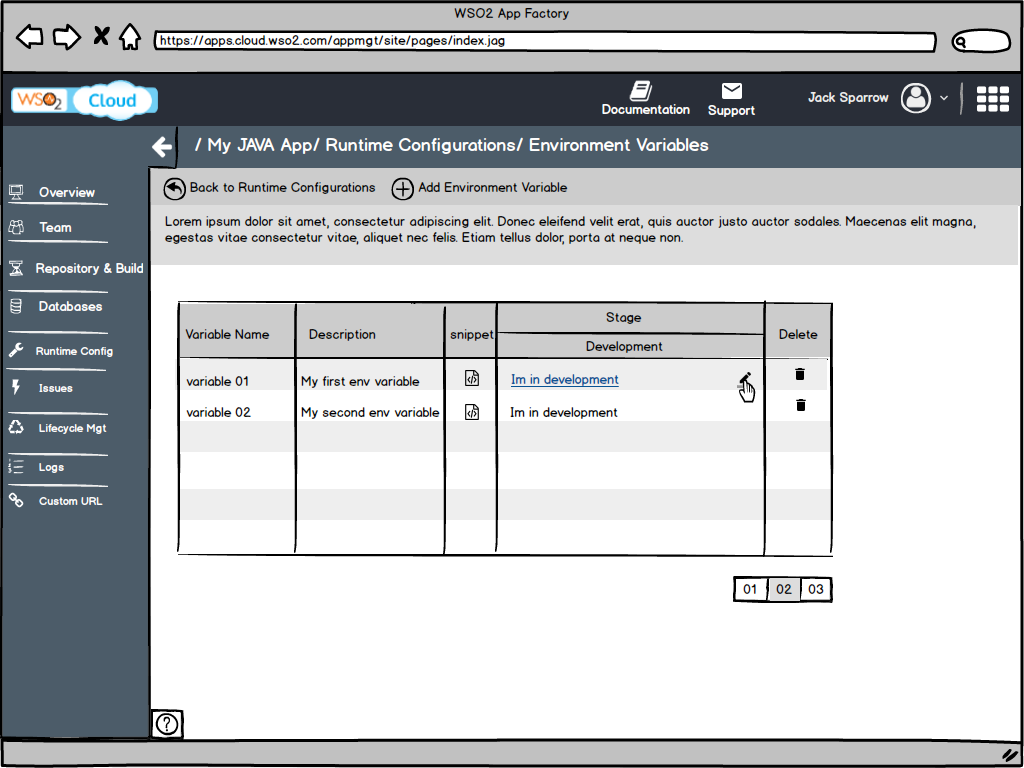 WSO2 App Factory
https://apps.cloud.wso2.com/appmgt/site/pages/index.jag
WSO2 Cloud
Documentation
Support
Jack Sparrow
/ My JAVA App/ Runtime Configurations/ Environment Variables
Back to Runtime Configurations
Add Environment Variable
Lorem ipsum dolor sit amet, consectetur adipiscing elit. Donec eleifend velit erat, quis auctor justo auctor sodales. Maecenas elit magna,
egestas vitae consectetur vitae, aliquet nec felis. Etiam tellus dolor, porta at neque non.
Overview
Team
Repository & Build
Databases
Runtime Config
Issues
Lifecycle Mgt
Logs
Custom URL
Variable Name
Description
snippet
Stage
Development
Delete
variable 01
My first env variable
Im in development
variable 02
My second env variable
Im in development
01 02 03
?